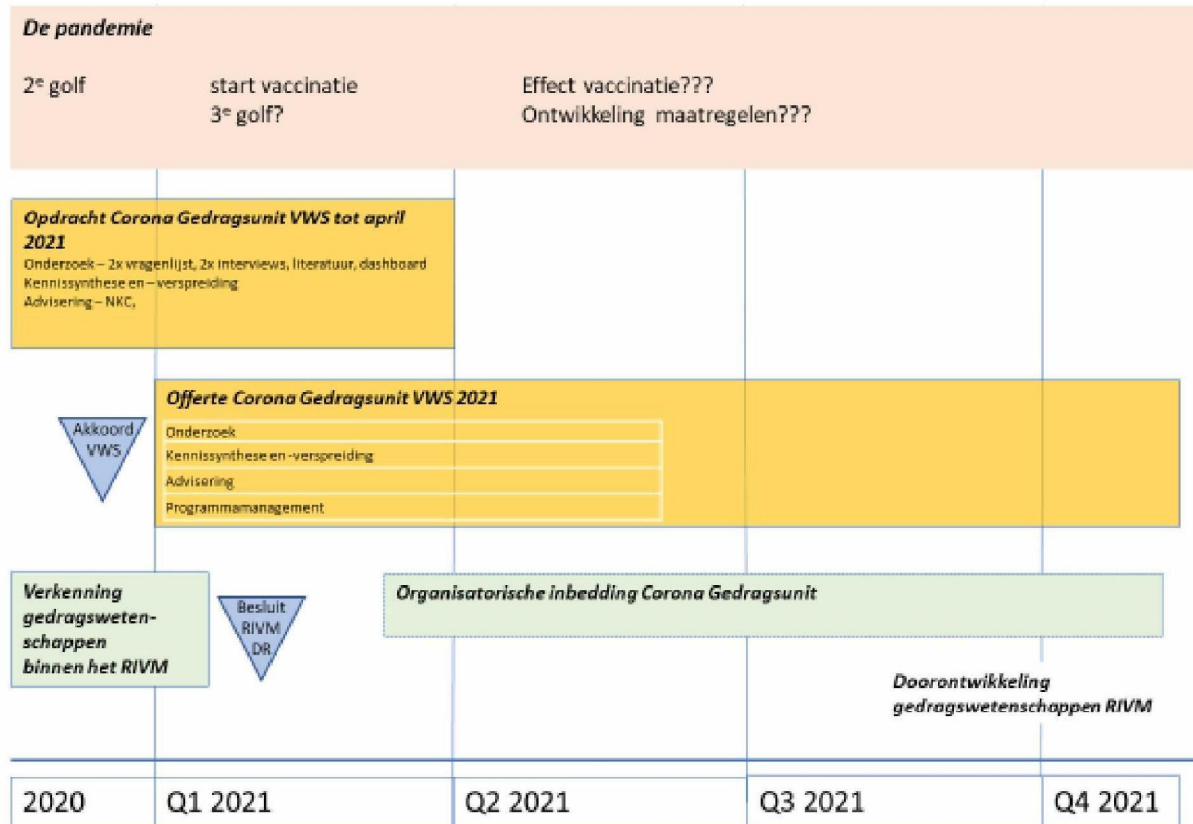 De pandemie
2e golf
start vaccinatie
3e golf?
Effect vaccinatie???
Ontwikkeling maatregelen???
Opdracht Corona Gedragsunit VWS tot april
2021
Onderzoek – 2x vragenlijst, 2x interviews, literatuur, dashboard
Kennissynthese en – verspreiding
Advisering – NKC,
Offerte Corona Gedragsunit VWS 2021
Akkoord
VWS
Onderzoek
Kennissynthese en -verspreiding
Advisering
Programmamanagement
Verkenning
gedragsweten-
schappen
binnen het RIVM
Besluit
RIVM
DR
Organisatorische inbedding Corona Gedragsunit
Doorontwikkeling
gedragswetenschappen RIVM
2020
Q1 2021
Q2 2021
Q3 2021
Q4 2021